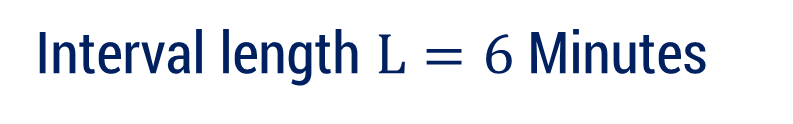 Interval length L = 6 Minutes